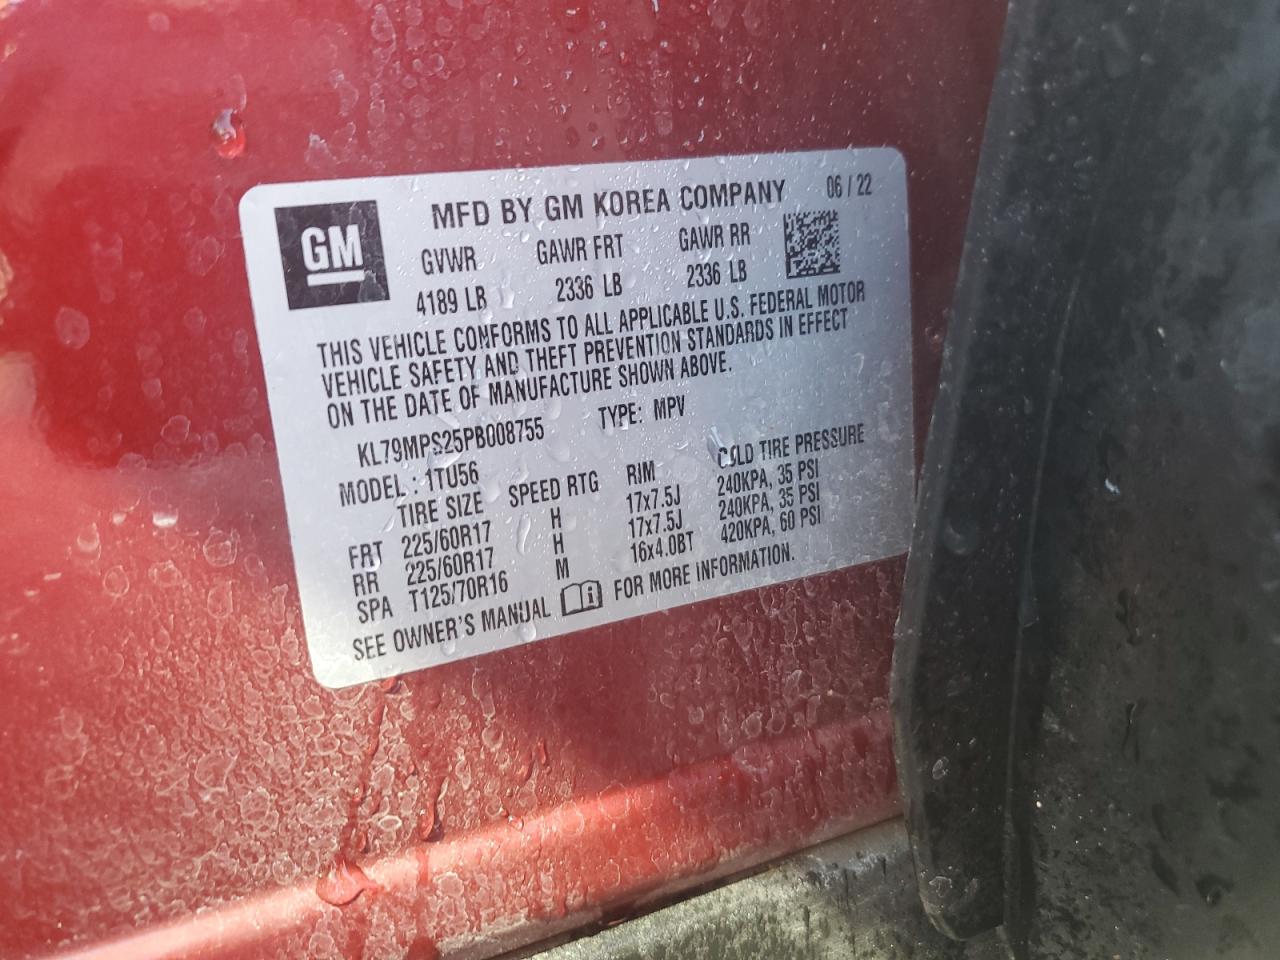 MFD BY GM KOREA COMPANY 06 / 22
GM
GVWR GAWR FRT GAWR RR
4189 LB 2336 LB 2336 LB
THIS VEHICLE CONFORMS TO ALL APPLICABLE U.S. FEDERAL MOTOR
VEHICLE SAFETY AND THEFT PREVENTION STANDARDS IN EFFECT
ON THE DATE OF MANUFACTURE SHOWN ABOVE.
KL79MPS25PB008755 TYPE: MPV
MODEL : 1TU56
TIRE SIZE SPEED RTG RIM COLD TIRE PRESSURE
FRT 225/60R17 H 17x7.5J 240KPA, 35 PSI
RR 225/60R17 H 17x7.5J 240KPA, 35 PSI
SPA T125/70R16 M 16x4.0BT 420KPA, 60 PSI
SEE OWNER'S MANUAL i FOR MORE INFORMATION.